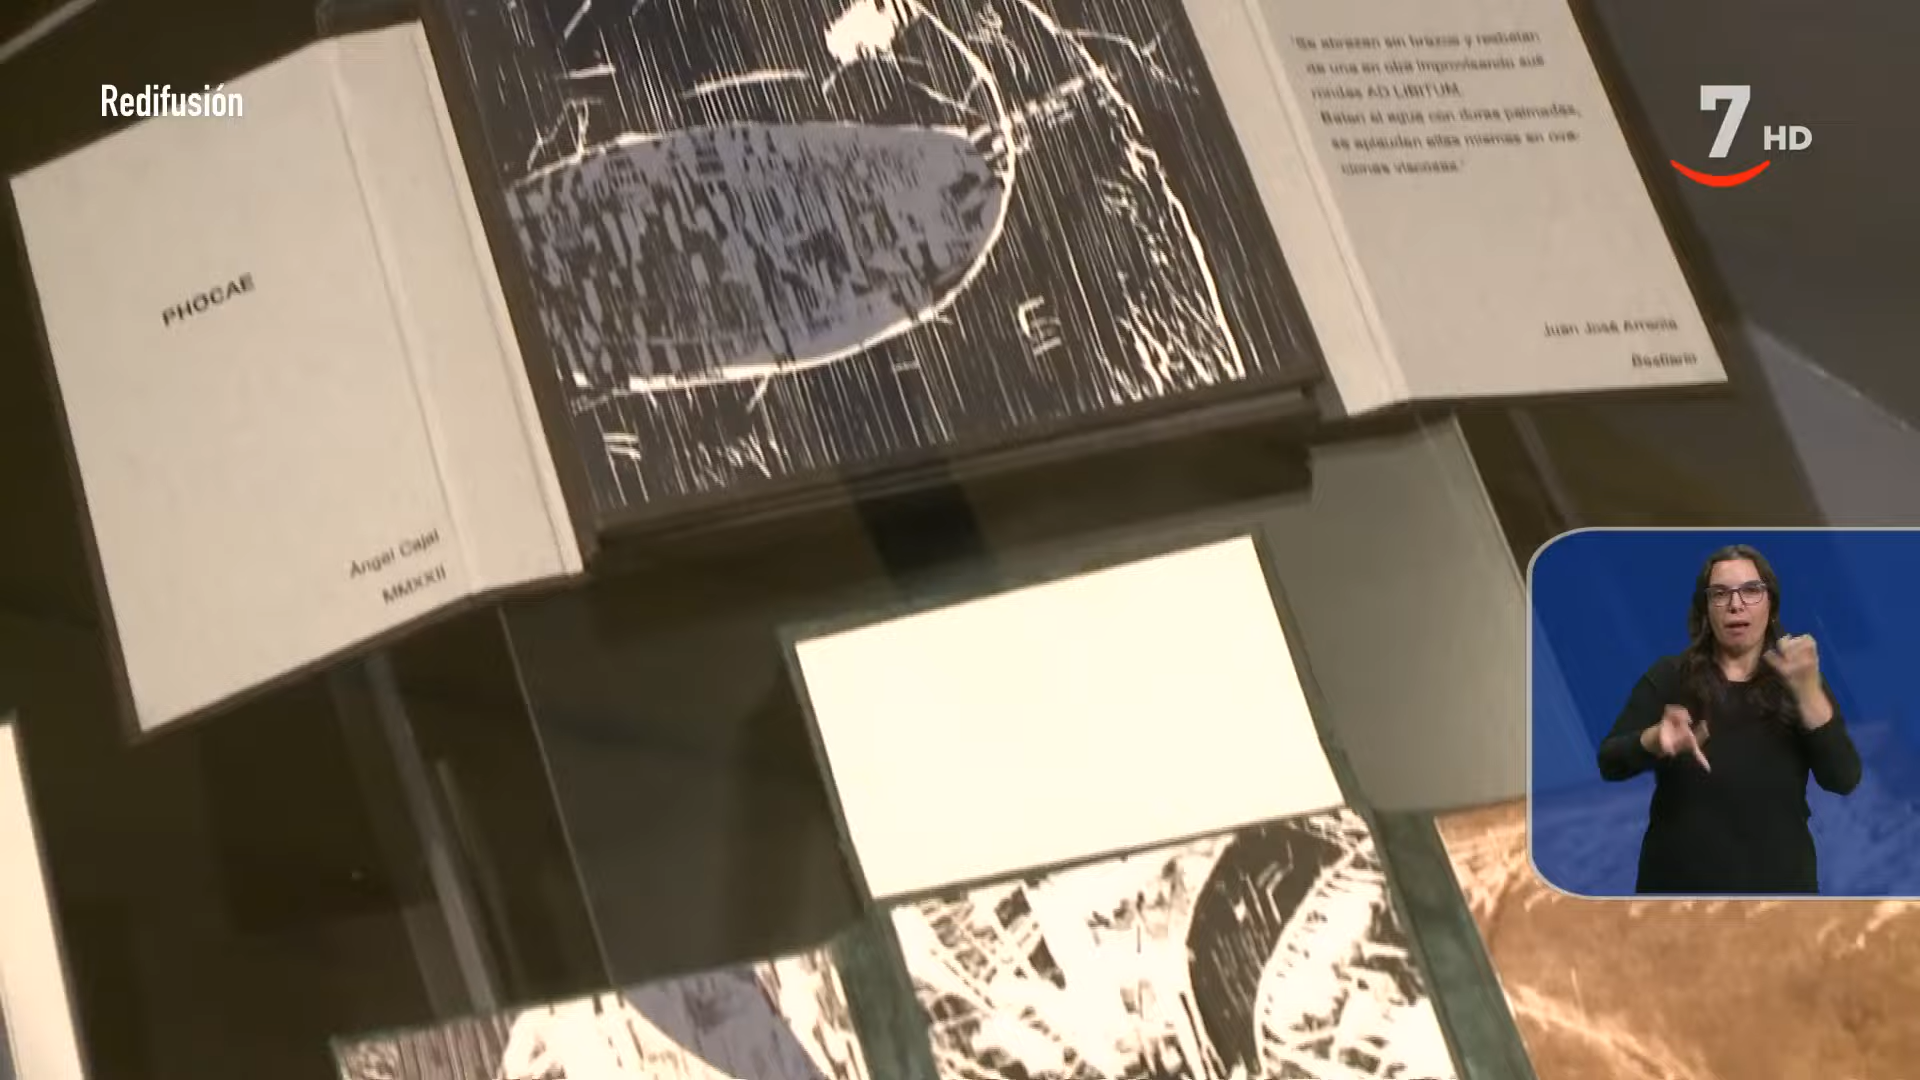 Redifusión
7 HD
PHOCAE
Angel Cajal
MMXXII
"Se abrazan sin brazos y resbalan
de una en otra improvisando sus
rondas AD LIBITUM.
Baten el agua con duras palmadas,
se aplauden ellas mismas en ova-
ciones viscosas."
Juan José Arreola
Bestiario